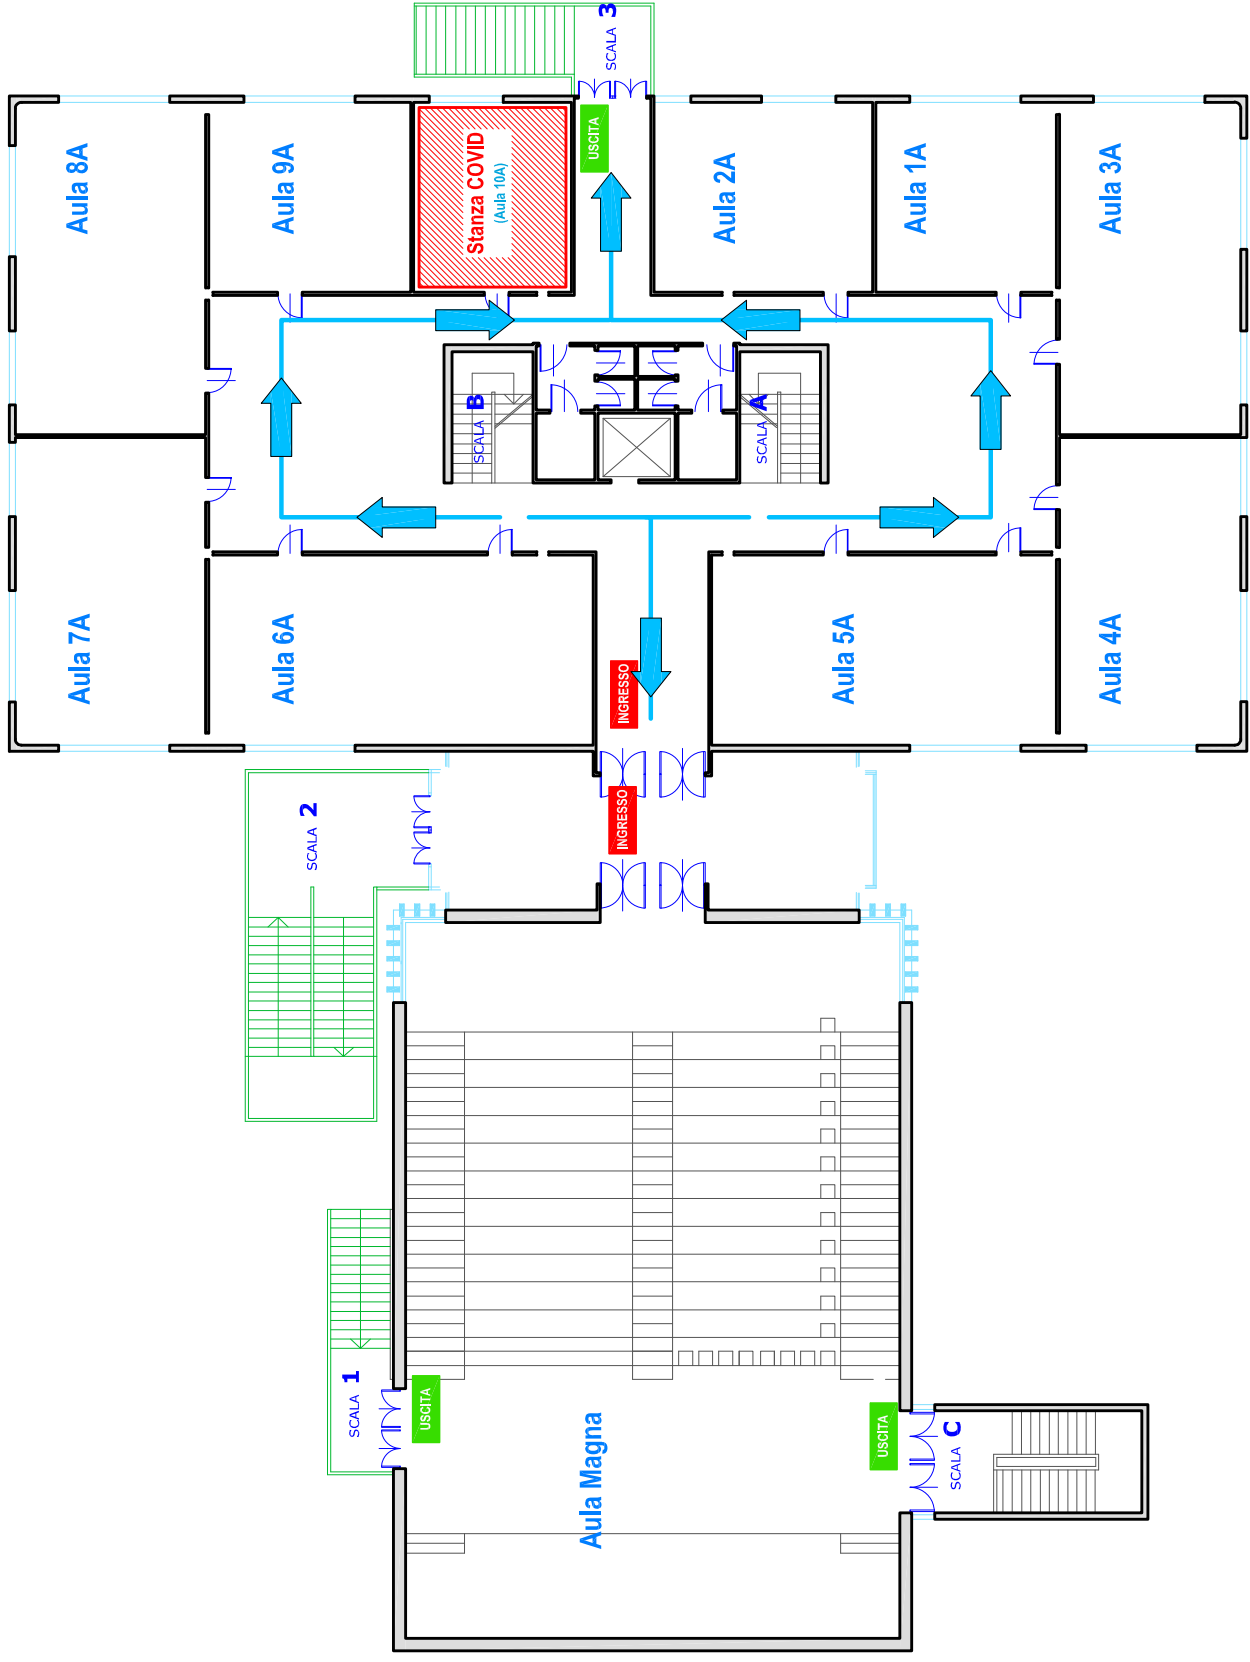 SCALA 3
USCITA
Aula 8A
Aula 9A
Stanza COVID
(Aula 10A)
Aula 2A
Aula 1A
Aula 3A
SCALA B
SCALA A
Aula 7A
Aula 6A
INGRESSO
Aula 5A
Aula 4A
SCALA 2
INGRESSO
SCALA 1
USCITA
Aula Magna
USCITA
SCALA C